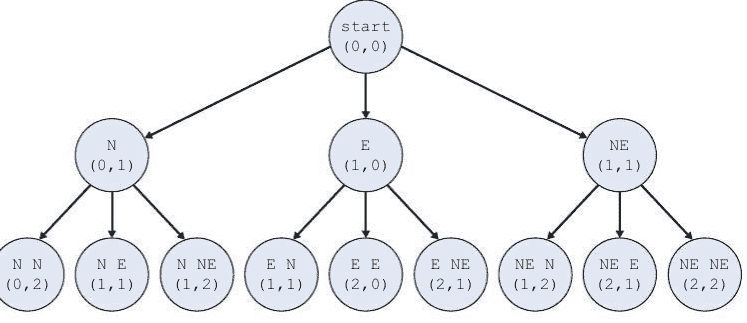 start
(0,0)
N
(0,1)
E
(1,0)
NE
(1,1)
N N
(0,2)
N E
(1,1)
N NE
(1,2)
E N
(1,1)
E E
(2,0)
E NE
(2,1)
NE N
(1,2)
NE E
(2,1)
NE NE
(2,2)